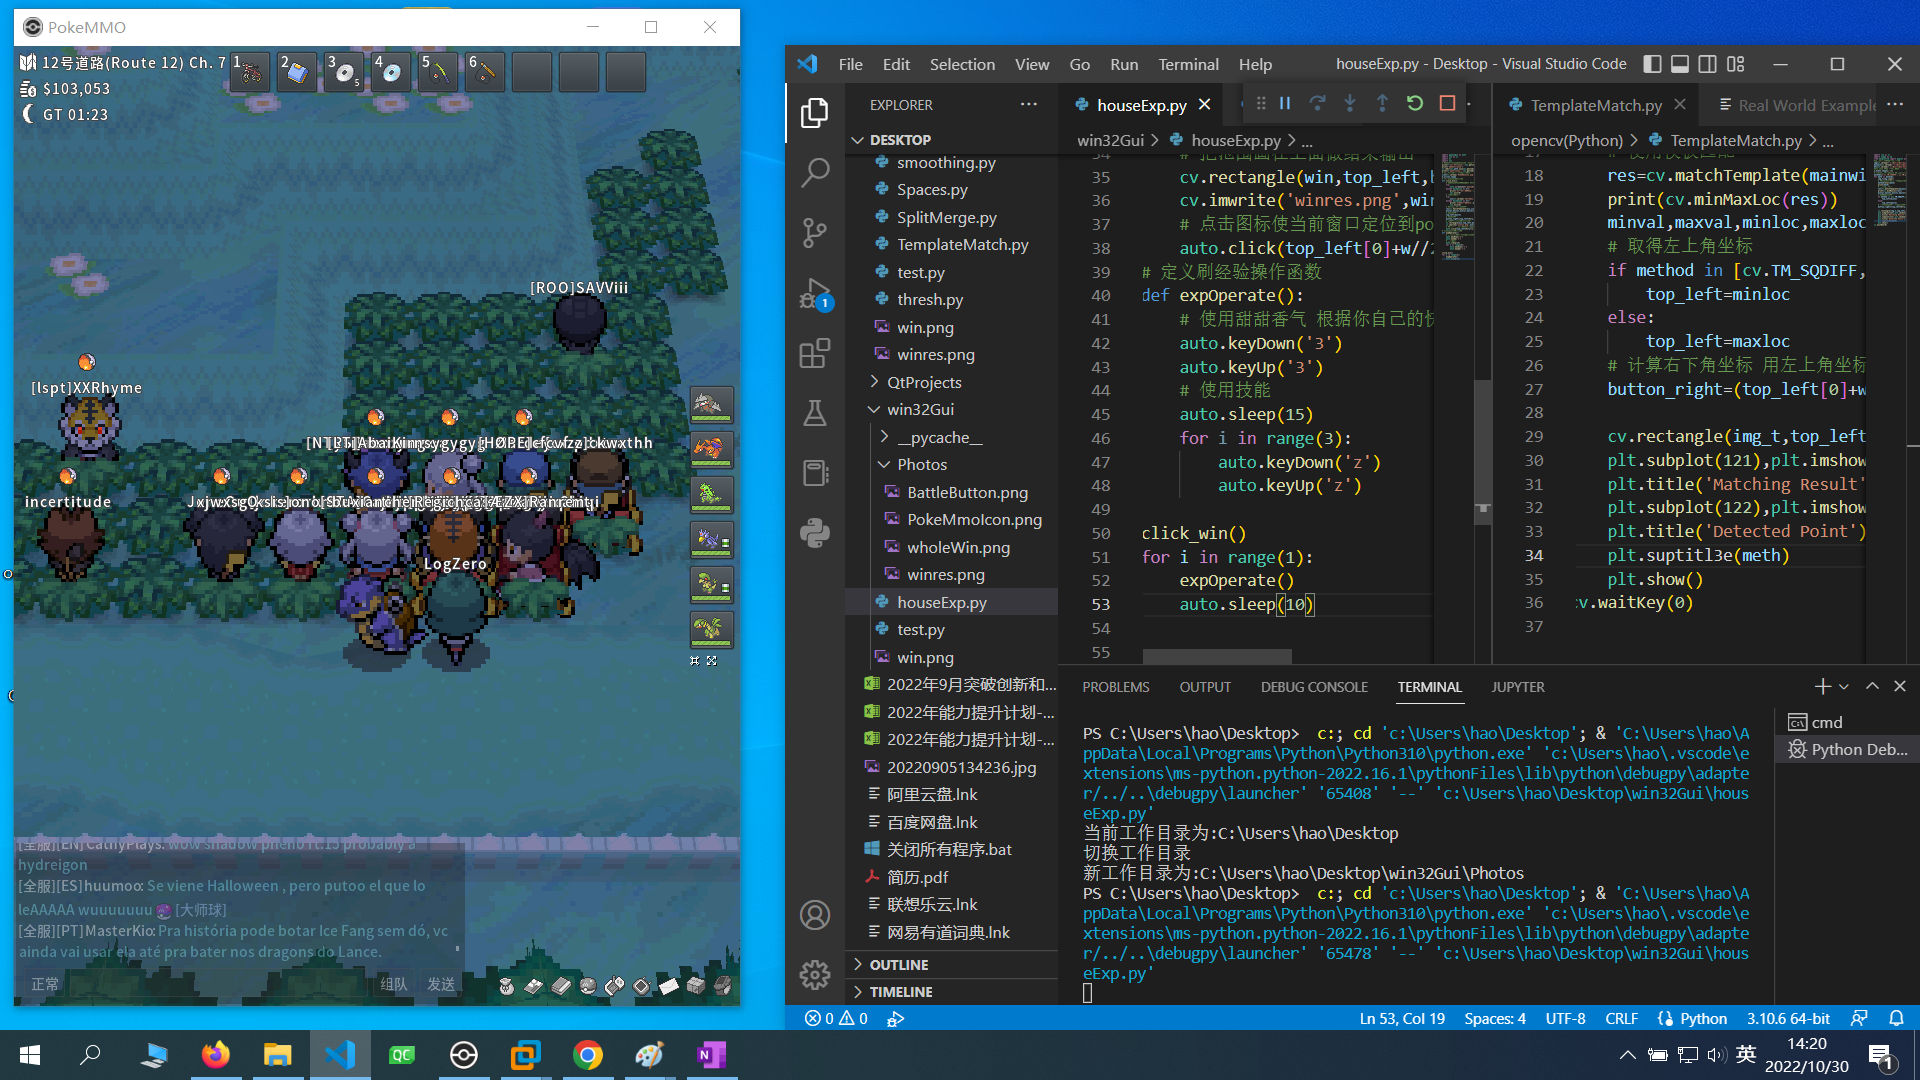 PokeMMO
12号道路(Route 12) Ch. 7
$103,053
GT 01:23
1
2
3
5
4
5
6
[ROO]SAVViii
[lspt]XXRhyme
incertitude
LogZero
[全服][EN]CathyPlays: wow shadow pheno ft.15 probably a
hydreigon
[全服][ES]huumoo: Se viene Halloween , pero putoo el que lo
leAAAAA wuuuuuuu [大师球]
[全服][PT]MasterKio: Pra história pode botar Ice Fang sem dó, vc
ainda vai usar ela até pra bater nos dragons do Lance.
正常
组队
发送
File Edit Selection View Go Run Terminal Help
houseExp.py - Desktop - Visual Studio Code
EXPLORER
DESKTOP
smoothing.py
Spaces.py
SplitMerge.py
TemplateMatch.py
test.py
thresh.py
win.png
winres.png
QtProjects
win32Gui
__pycache__
Photos
BattleButton.png
PokeMmoIcon.png
wholeWin.png
winres.png
houseExp.py
test.py
win.png
2022年9月突破创新和...
2022年能力提升计划-...
2022年能力提升计划-...
20220905134236.jpg
阿里云盘.lnk
百度网盘.lnk
关闭所有程序.bat
简历.pdf
联想乐云.lnk
网易有道词典.lnk
OUTLINE
TIMELINE
1
houseExp.py
win32Gui > houseExp.py > ...
35 cv.rectangle(win,top_left,b
36 cv.imwrite('winres.png',win
37 # 点击图标使当前窗口定位到po
38 auto.click(top_left[0]+w//2
39 # 定义刷经验操作函数
40 def expOperate():
41 # 使用甜甜香气 根据你自己的快
42 auto.keyDown('3')
43 auto.keyUp('3')
44 # 使用技能
45 auto.sleep(15)
46 for i in range(3):
47 auto.keyDown('z')
48 auto.keyUp('z')
49
50 click_win()
51 for i in range(1):
52 expOperate()
53 auto.sleep(10)
54
55
TemplateMatch.py
Real World Example
opencv(Python) > TemplateMatch.py > ...
18 res=cv.matchTemplate(mainwi
19 print(cv.minMaxLoc(res))
20 minval,maxval,minloc,maxloc
21 # 取得左上角坐标
22 if method in [cv.TM_SQDIFF,
23 top_left=minloc
24 else:
25 top_left=maxloc
26 # 计算右下角坐标 用左上角坐标
27 button_right=(top_left[0]+w
28
29 cv.rectangle(img_t,top_left
30 plt.subplot(121),plt.imshow
31 plt.title('Matching Result'
32 plt.subplot(122),plt.imshow
33 plt.title('Detected Point')
34 plt.suptitl3e(meth)
35 plt.show()
36 cv.waitKey(0)
37
PROBLEMS OUTPUT DEBUG CONSOLE TERMINAL JUPYTER
PS C:\Users\hao\Desktop>  c:; cd 'c:\Users\hao\Desktop'; & 'C:\Users\hao\A
ppData\Local\Programs\Python\Python310\python.exe' 'c:\Users\hao\.vscode\e
xtensions\ms-python.python-2022.16.1\pythonFiles\lib\python\debugpy\adapte
r/../..\debugpy\launcher' '65408' '--' 'c:\Users\hao\Desktop\win32Gui\hous
eExp.py'
当前工作目录为:C:\Users\hao\Desktop
切换工作目录
新工作目录为:C:\Users\hao\Desktop\win32Gui\Photos
PS C:\Users\hao\Desktop>  c:; cd 'c:\Users\hao\Desktop'; & 'C:\Users\hao\A
ppData\Local\Programs\Python\Python310\python.exe' 'c:\Users\hao\.vscode\e
xtensions\ms-python.python-2022.16.1\pythonFiles\lib\python\debugpy\adapte
r/../..\debugpy\launcher' '65478' '--' 'c:\Users\hao\Desktop\win32Gui\hous
eExp.py'
cmd
Python Deb...
0 0
Ln 53, Col 19 Spaces: 4 UTF-8 CRLF Python 3.10.6 64-bit
QC
英
14:20
2022/10/30
1